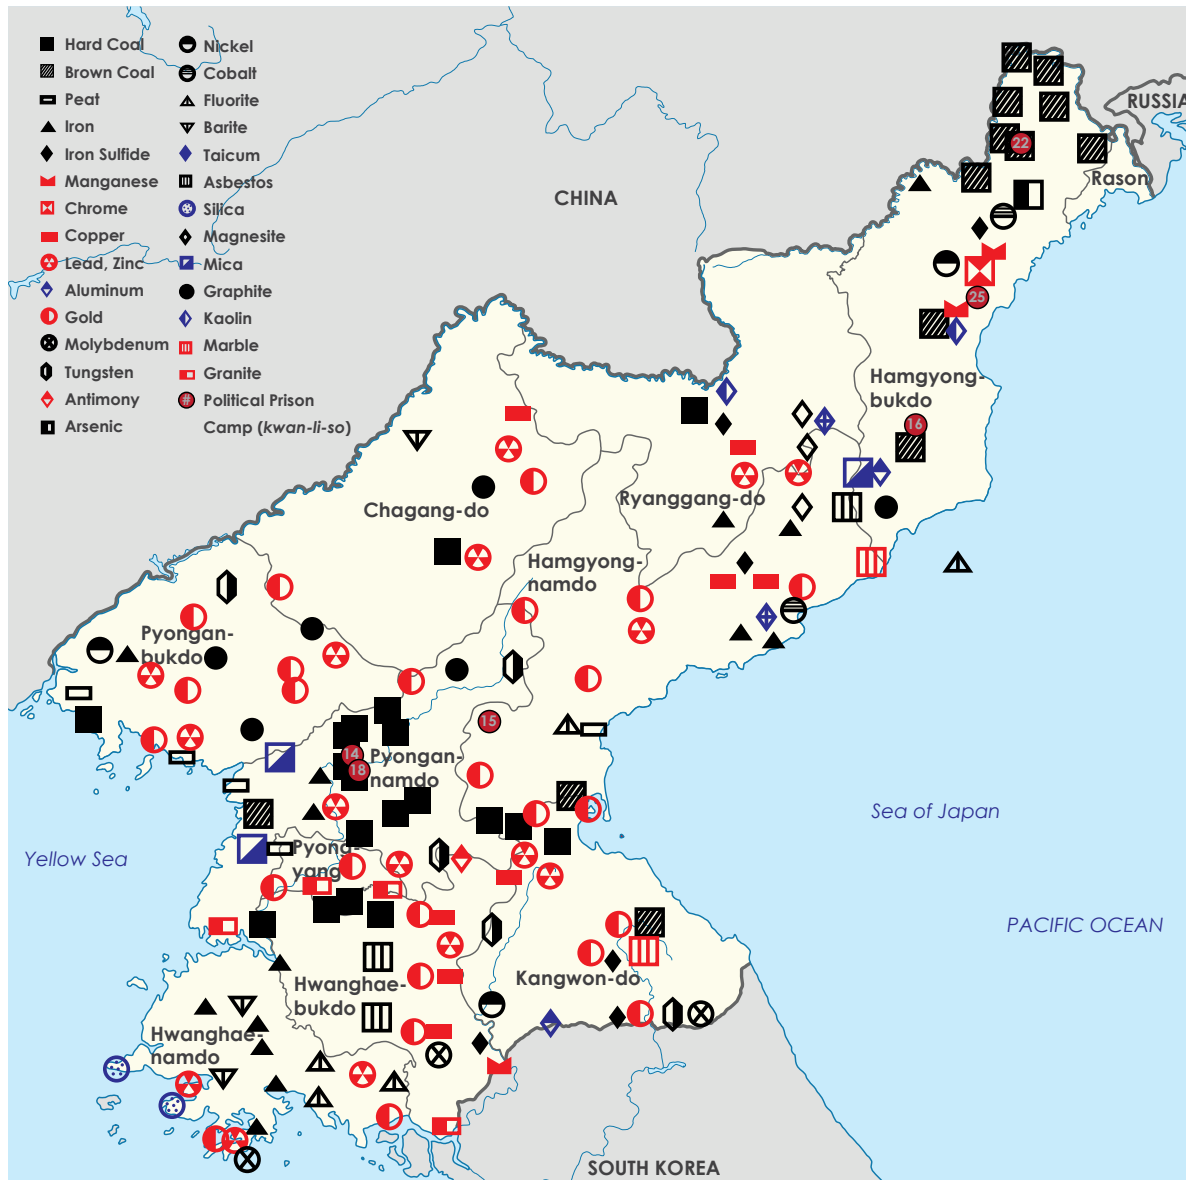 Hard Coal
Brown Coal
Peat
Iron
Iron Sulfide
Manganese
Chrome
Copper
Lead, Zinc
Aluminum
Gold
Molybdenum
Tungsten
Antimony
Arsenic
Nickel
Cobalt
Fluorite
Barite
Taicum
Asbestos
Silica
Magnesite
Mica
Graphite
Kaolin
Marble
Granite
# Political Prison
Camp (kwan-li-so)
RUSSIA
22
Rason
CHINA
25
Hamgyong-
bukdo
16
Ryanggang-do
Chagang-do
Hamgyong-
namdo
Pyongan-
bukdo
15
14
18
Pyongan-
namdo
Sea of Japan
Yellow Sea
Pyong-
yang
PACIFIC OCEAN
Kangwon-do
Hwanghae-
bukdo
Hwanghae-
namdo
SOUTH KOREA